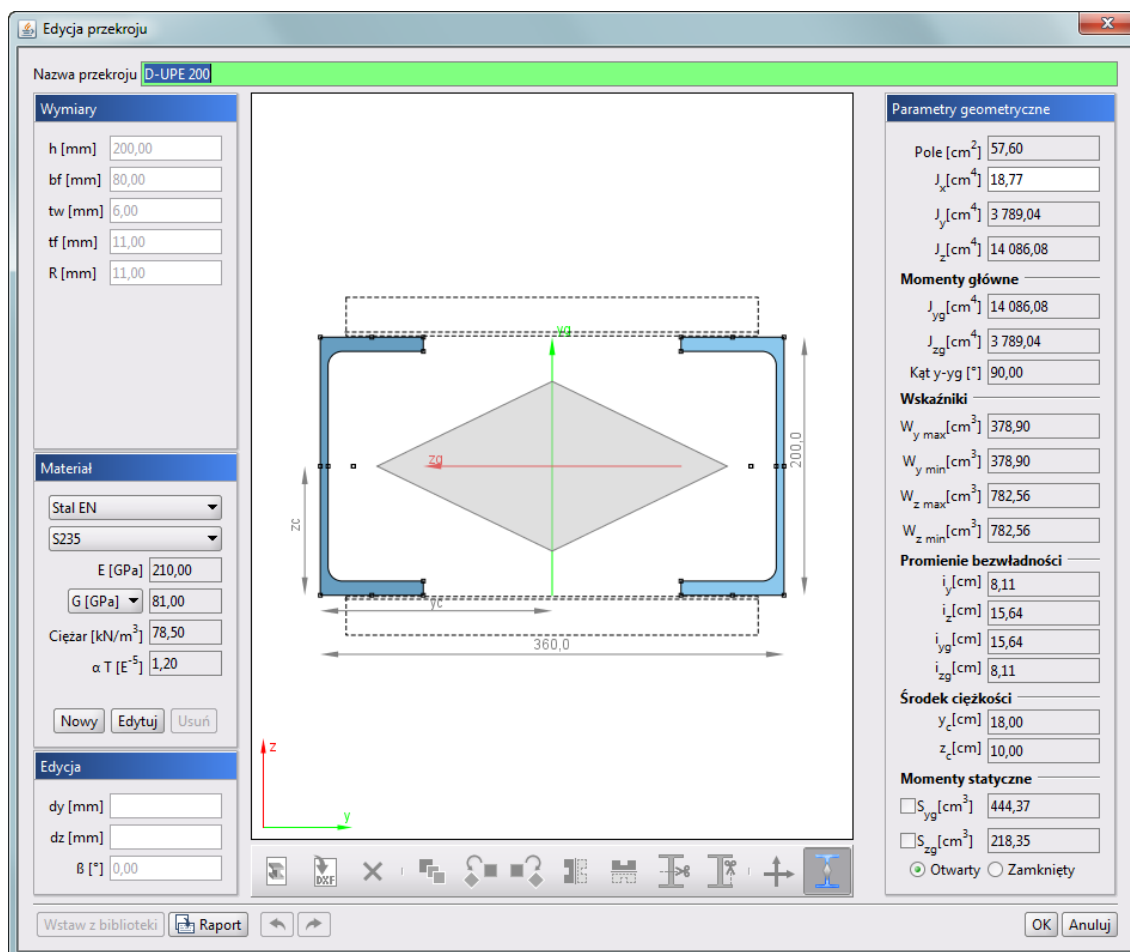 Edycja przekroju
Nazwa przekroju D-UPE 200
Wymiary
h [mm] 200,00
bf [mm] 80,00
tw [mm] 6,00
tf [mm] 11,00
R [mm] 11,00
Materiał
Stal EN
S235
E [GPa] 210,00
G [GPa] 81,00
Ciężar [kN/m³] 78,50
α T [E⁻⁵] 1,20
Nowy Edytuj Usuń
Edycja
dy [mm]
dz [mm]
ß [°] 0,00
yg
zg
200,0
zc
yc
360,0
z
y
DXF
Parametry geometryczne
Pole [cm²] 57,60
Jx[cm⁴] 18,77
Jy[cm⁴] 3 789,04
Jz[cm⁴] 14 086,08
Momenty główne
Jyg[cm⁴] 14 086,08
Jzg[cm⁴] 3 789,04
Kąt y-yg [°] 90,00
Wskaźniki
Wy max[cm³] 378,90
Wy min[cm³] 378,90
Wz max[cm³] 782,56
Wz min[cm³] 782,56
Promienie bezwładności
iy[cm] 8,11
iz[cm] 15,64
iyg[cm] 15,64
izg[cm] 8,11
Środek ciężkości
yc[cm] 18,00
zc[cm] 10,00
Momenty statyczne
Syg[cm³] 444,37
Szg[cm³] 218,35
Otwarty Zamknięty
Wstaw z biblioteki Raport
OK Anuluj